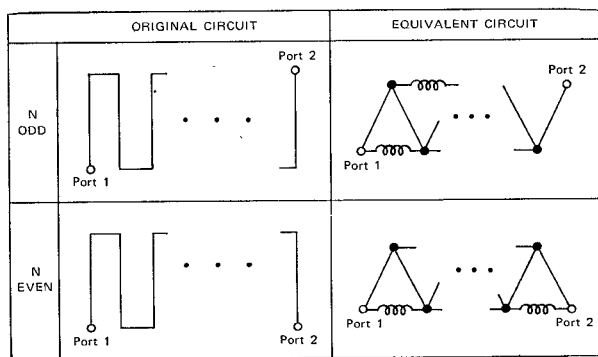 ORIGINAL CIRCUIT
EQUIVALENT CIRCUIT
N
ODD
Port 2
Port 1
Port 2
Port 1
N
EVEN
Port 1
Port 2
Port 1
Port 2